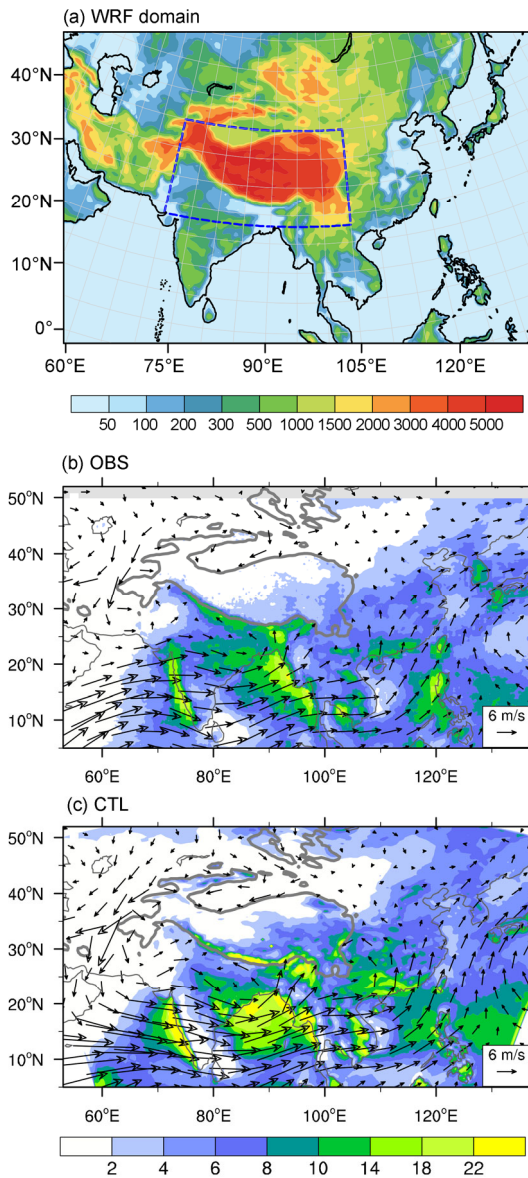 (a) WRF domain
40°N
30°N
20°N
10°N
0°
60°E 75°E 90°E 105°E 120°E
50 100 200 300 500 1000 1500 2000 3000 4000 5000
(b) OBS
50°N
40°N
30°N
20°N
10°N
6 m/s
60°E 80°E 100°E 120°E
(c) CTL
50°N
40°N
30°N
20°N
10°N
6 m/s
60°E 80°E 100°E 120°E
2 4 6 8 10 14 18 22